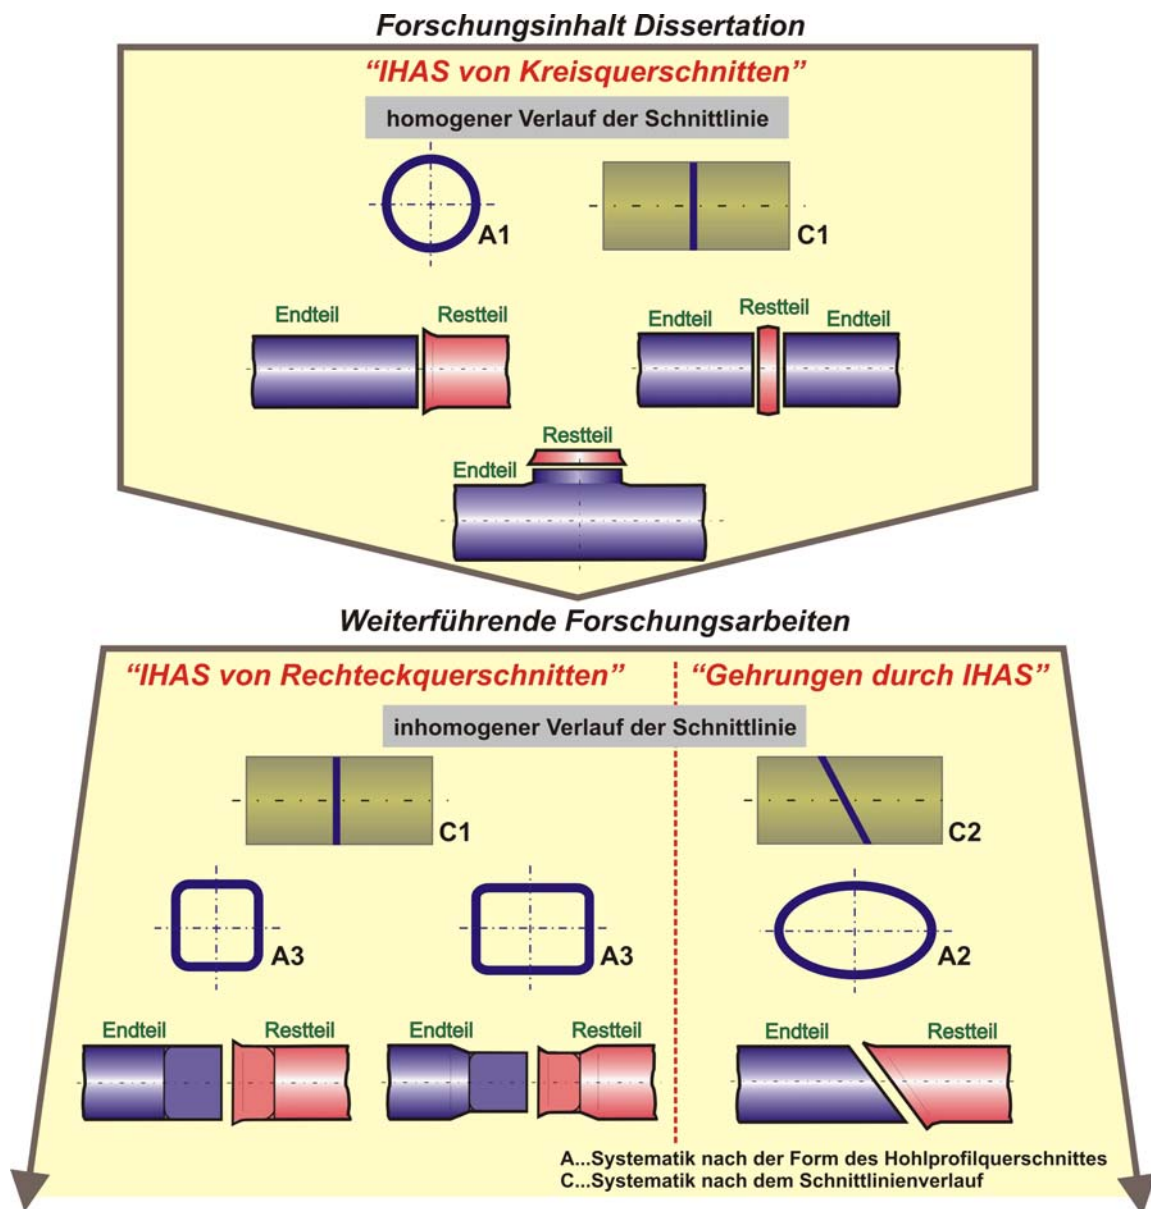 Forschungsinhalt Dissertation
“IHAS von Kreisquerschnitten”
homogener Verlauf der Schnittlinie
A1
C1
Endteil Restteil
Endteil Restteil Endteil
Restteil
Endteil
Weiterführende Forschungsarbeiten
“IHAS von Rechteckquerschnitten” “Gehrungen durch IHAS”
inhomogener Verlauf der Schnittlinie
C1 C2
A3 A3 A2
Endteil Restteil Endteil Restteil Endteil Restteil
A...Systematik nach der Form des Hohlprofilquerschnittes
C...Systematik nach dem Schnittlinienverlauf